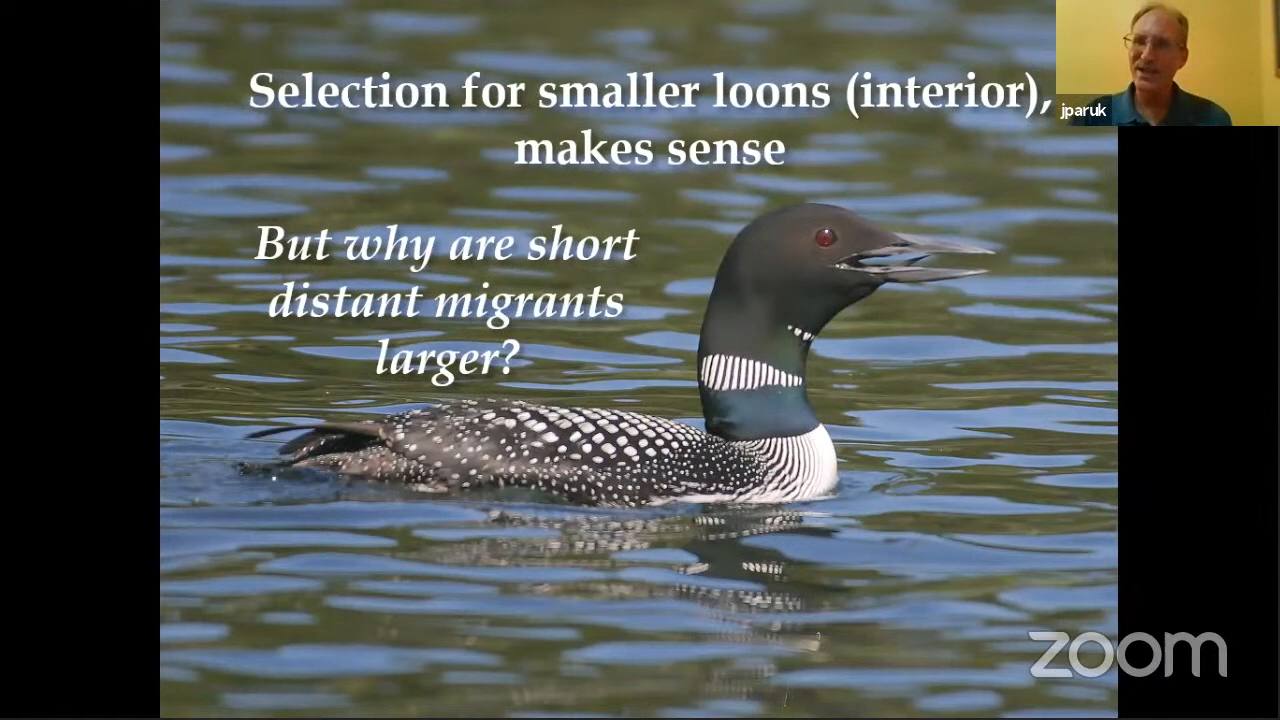 Selection for smaller loons (interior),
makes sense
jparuk
But why are short
distant migrants
larger?
zoom